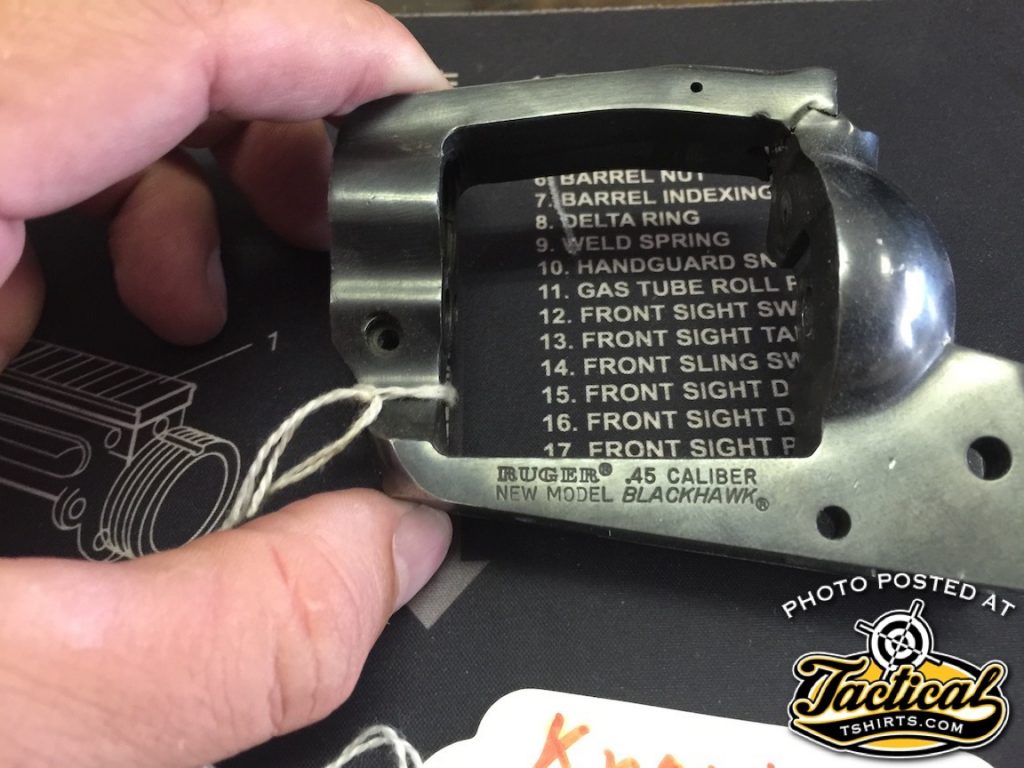 6. BARREL NUT
7. BARREL INDEXING
8. DELTA RING
9. WELD SPRING
10. HANDGUARD
11. GAS TUBE ROLL
12. FRONT SIGHT
13. FRONT SIGHT
14. FRONT SLING
15. FRONT SIGHT
16. FRONT SIGHT
17 FRONT SIGHT
1
RUGER® .45 CALIBER
NEW MODEL BLACKHAWK®
PHOTO POSTED AT
Tactical
TSHIRTS.COM